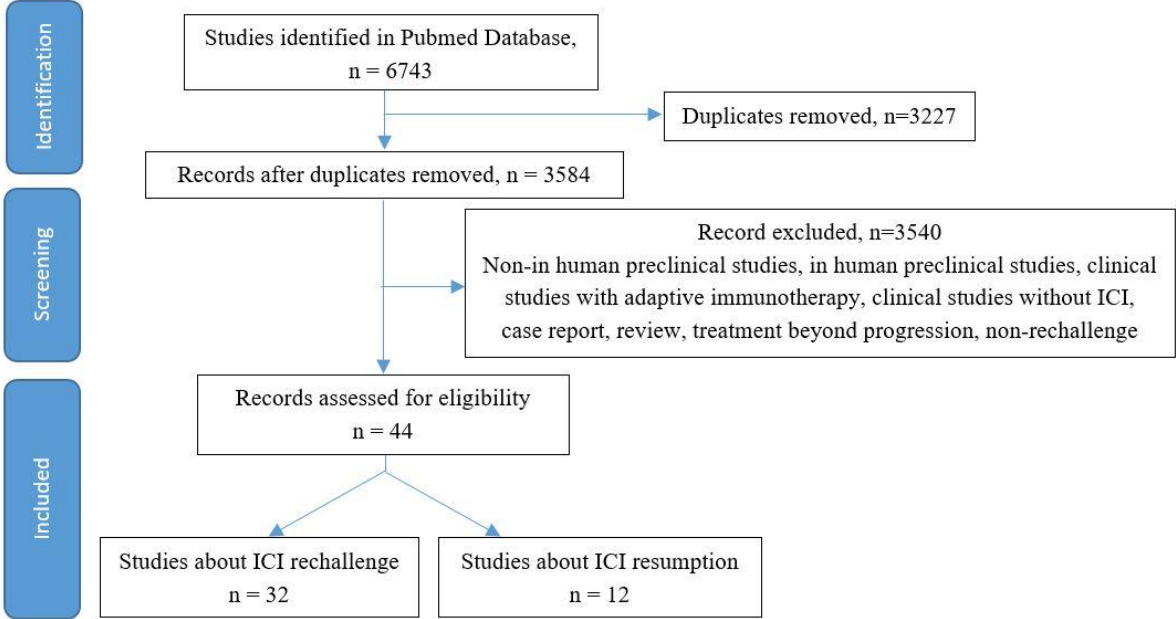 Identification
Studies identified in Pubmed Database,
n = 6743
Duplicates removed, n=3227
Records after duplicates removed, n = 3584
Screening
Record excluded, n=3540
Non-in human preclinical studies, in human preclinical studies, clinical
studies with adaptive immunotherapy, clinical studies without ICI,
case report, review, treatment beyond progression, non-rechallenge
Included
Records assessed for eligibility
n = 44
Studies about ICI rechallenge
n = 32
Studies about ICI resumption
n = 12